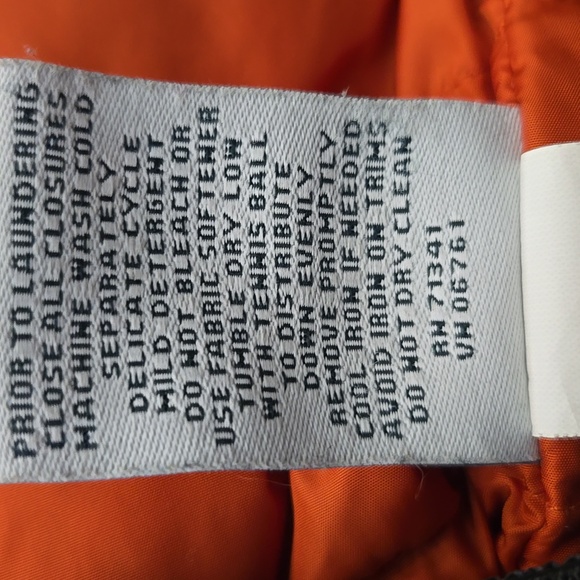 PRIOR TO LAUNDERING
CLOSE ALL CLOSURES
MACHINE WASH COLD
SEPARATELY
DELICATE CYCLE
MILD DETERGENT
DO NOT BLEACH OR
USE FABRIC SOFTENER
TUMBLE DRY LOW
WITH TENNIS BALL
TO DISTRIBUTE
DOWN EVENLY
REMOVE PROMPTLY
COOL IRON IF NEEDED
AVOID IRON ON TRIMS
DO NOT DRY CLEAN
RN 71341
VN 06761